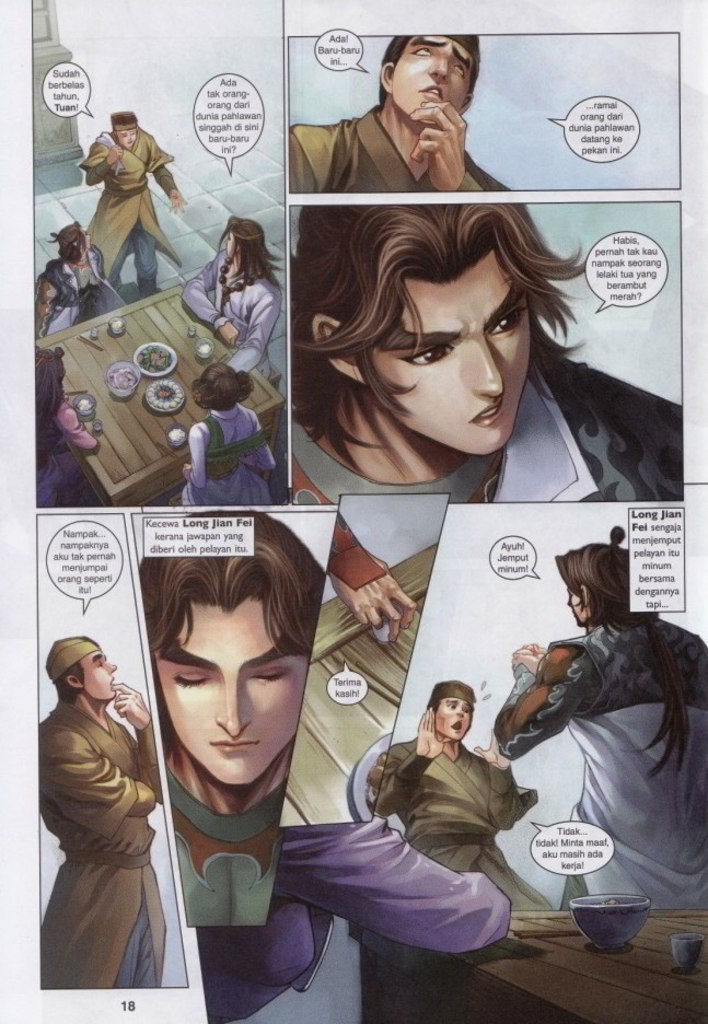 Sudah
berbelas
tahun,
Tuan!
Ada
tak orang-
orang dari
dunia pahlawan
singgah di sini
baru-baru
ini?
Ada!
Baru-baru
ini...
...ramai
orang dari
dunia pahlawan
datang ke
pekan ini.
Habis,
pernah tak kau
nampak seorang
lelaki tua yang
berambut
merah?
Nampak...
nampaknya
aku tak pernah
menjumpai
orang seperti
itu!
Kecewa Long Jian Fei
kerana jawapan yang
diberi oleh pelayan itu.
Terima
kasih!
Ayuh!
Jemput
minum!
Long Jian
Fei sengaja
menjemput
pelayan itu
minum
bersama
dengannya
tapi...
Tidak...
tidak! Minta maaf,
aku masih ada
kerja!
18